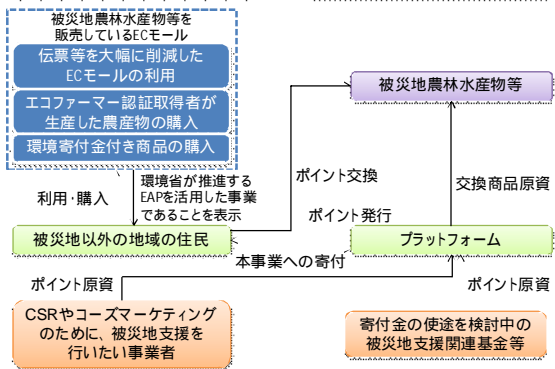 被災地農林水産物等を
販売しているECモール
伝票等を大幅に削減した
ECモールの利用
エコファーマー認証取得者が
生産した農産物の購入
環境寄付金付き商品の購入
被災地農林水産物等
利用・購入
環境省が推進する
EAPを活用した事業
であることを表示
ポイント交換
交換商品原資
ポイント発行
被災地以外の地域の住民
プラットフォーム
本事業への寄付
ポイント原資
ポイント原資
CSRやコーズマーケティング
のために、被災地支援を
行いたい事業者
寄付金の使途を検討中の
被災地支援関連基金等